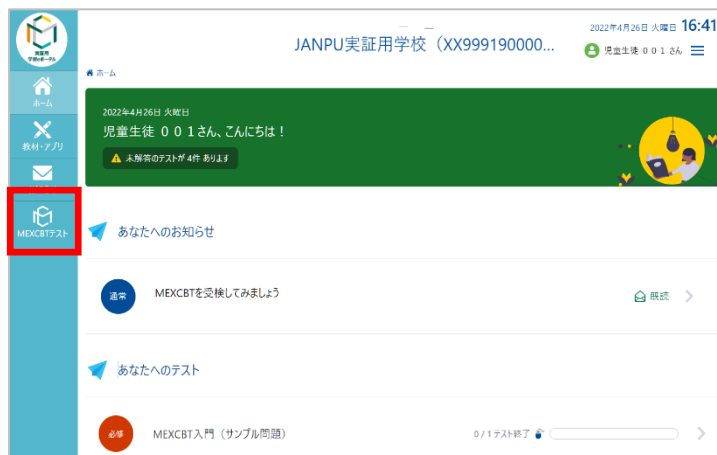 2022年4月26日 火曜日 16:41
JANPU実証用学校（XX999190000...
児童生徒 ００１さん
実証用
学習eポータル
ホーム
教材・アプリ
MEXCBTテスト
ホーム
2022年4月26日 火曜日
児童生徒 ００１さん、こんにちは！
未解答のテストが 4件 あります
あなたへのお知らせ
通常
MEXCBTを受検してみましょう
既読
あなたへのテスト
必修
MEXCBT入門（サンプル問題）
0 / 1 テスト終了